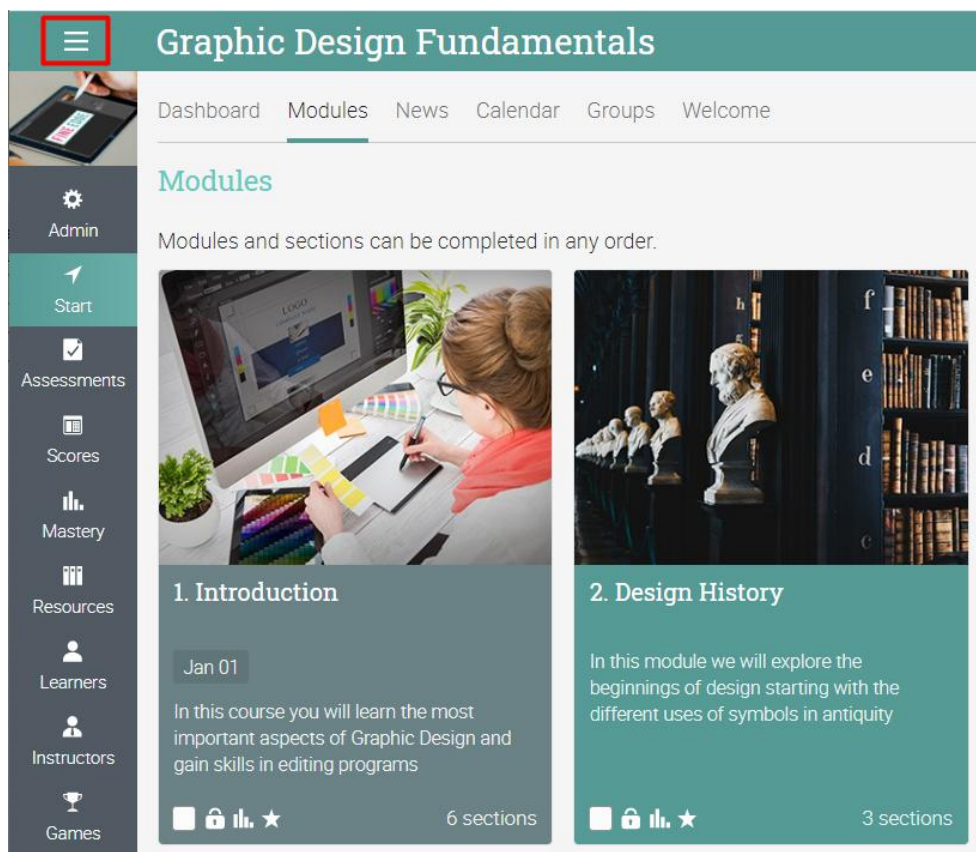 Graphic Design Fundamentals
FINE EDGE
Dashboard Modules News Calendar Groups Welcome
Modules
Modules and sections can be completed in any order.
Admin
Start
Assessments
Scores
Mastery
Resources
Learners
Instructors
Games
LOGO
1. Introduction
Jan 01
In this course you will learn the most
important aspects of Graphic Design and
gain skills in editing programs
6 sections
h
s
f
e
d
c
2. Design History
In this module we will explore the
beginnings of design starting with the
different uses of symbols in antiquity
3 sections